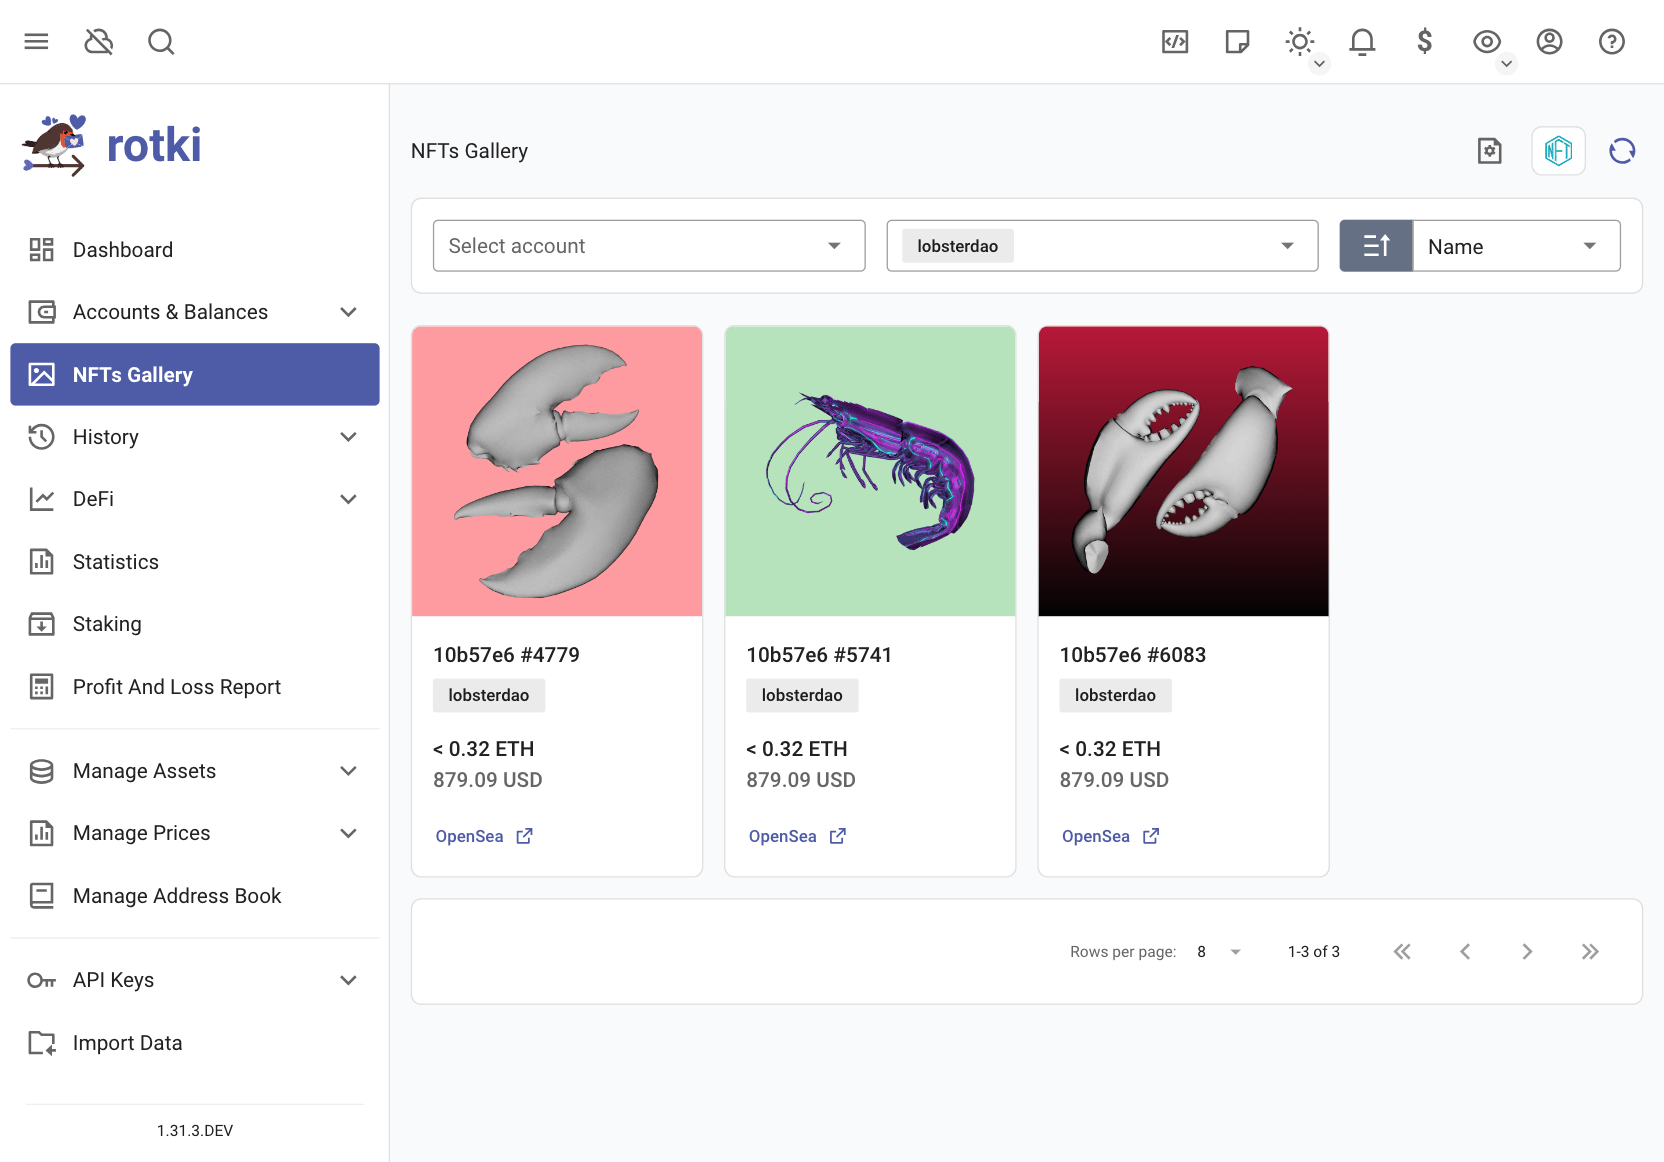 rotki
Dashboard
Accounts & Balances
NFTs Gallery
History
DeFi
Statistics
Staking
Profit And Loss Report
Manage Assets
Manage Prices
Manage Address Book
API Keys
Import Data
1.31.3.DEV
NFTs Gallery
NFT
Select account
lobsterdao
Name
10b57e6 #4779
lobsterdao
< 0.32 ETH
879.09 USD
OpenSea
10b57e6 #5741
lobsterdao
< 0.32 ETH
879.09 USD
OpenSea
10b57e6 #6083
lobsterdao
< 0.32 ETH
879.09 USD
OpenSea
Rows per page: 8 1-3 of 3